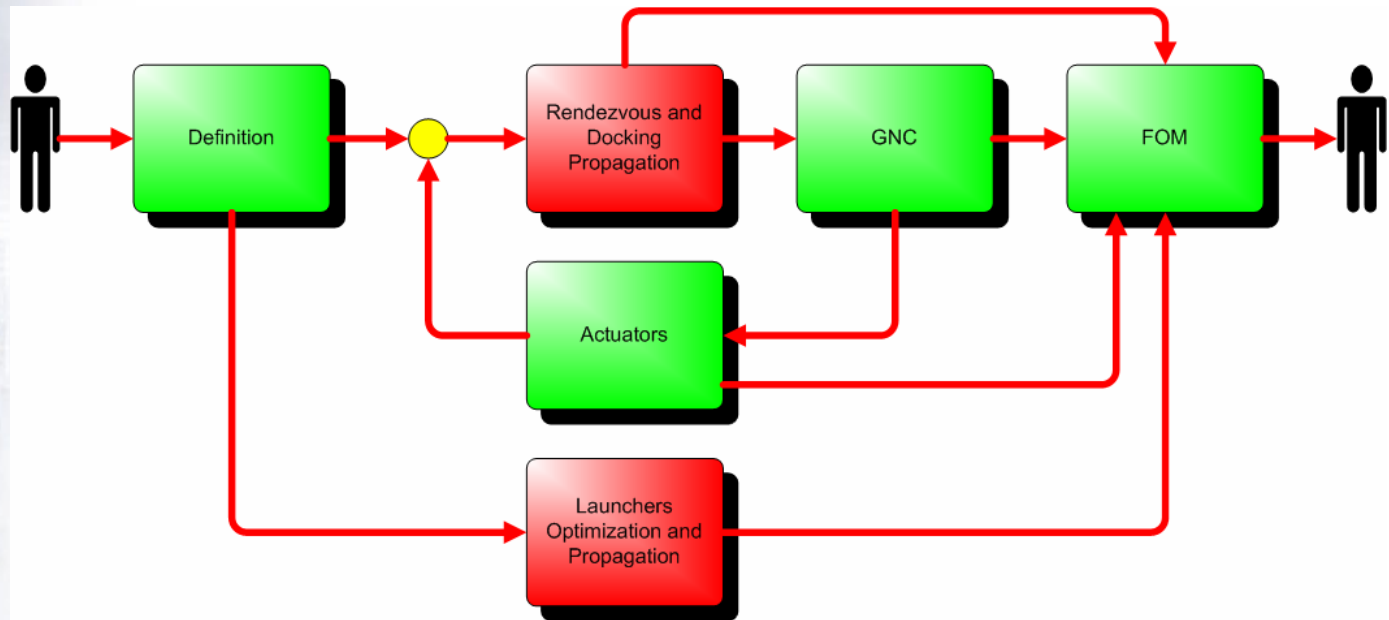 Definition
Rendezvous and
Docking
Propagation
GNC
FOM
Actuators
Launchers
Optimization and
Propagation